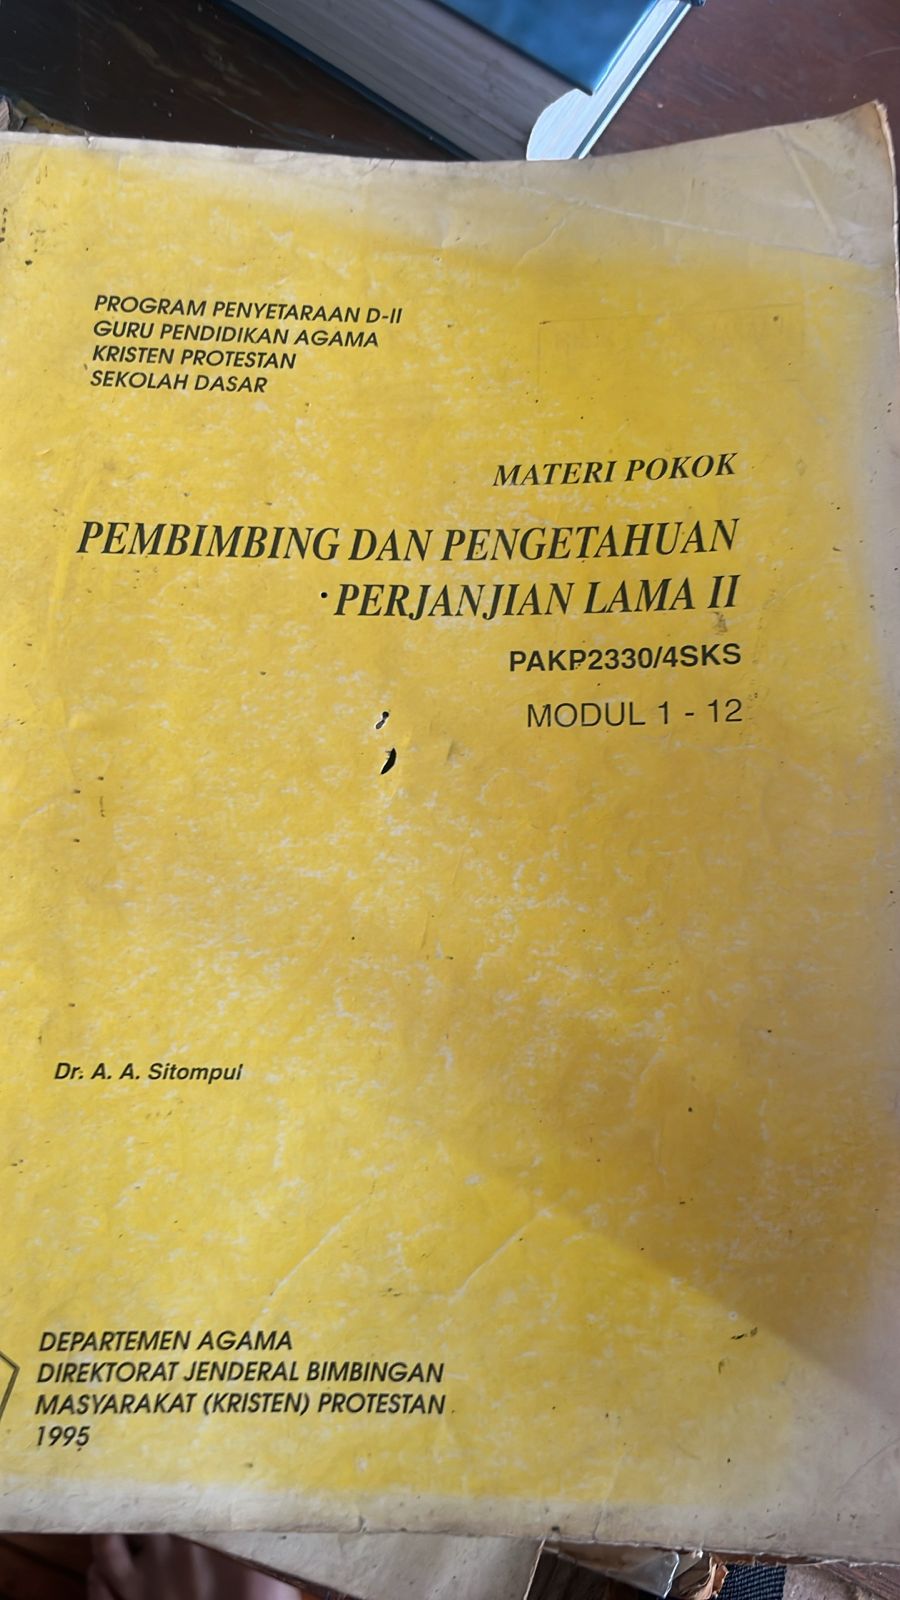 PROGRAM PENYETARAAN D-II
GURU PENDIDIKAN AGAMA
KRISTEN PROTESTAN
SEKOLAH DASAR
MATERI POKOK
PEMBIMBING DAN PENGETAHUAN
PERJANJIAN LAMA II
PAKP2330/4SKS
MODUL 1 - 12
Dr. A. A. Sitompul
DEPARTEMEN AGAMA
DIREKTORAT JENDERAL BIMBINGAN
MASYARAKAT (KRISTEN) PROTESTAN
1995